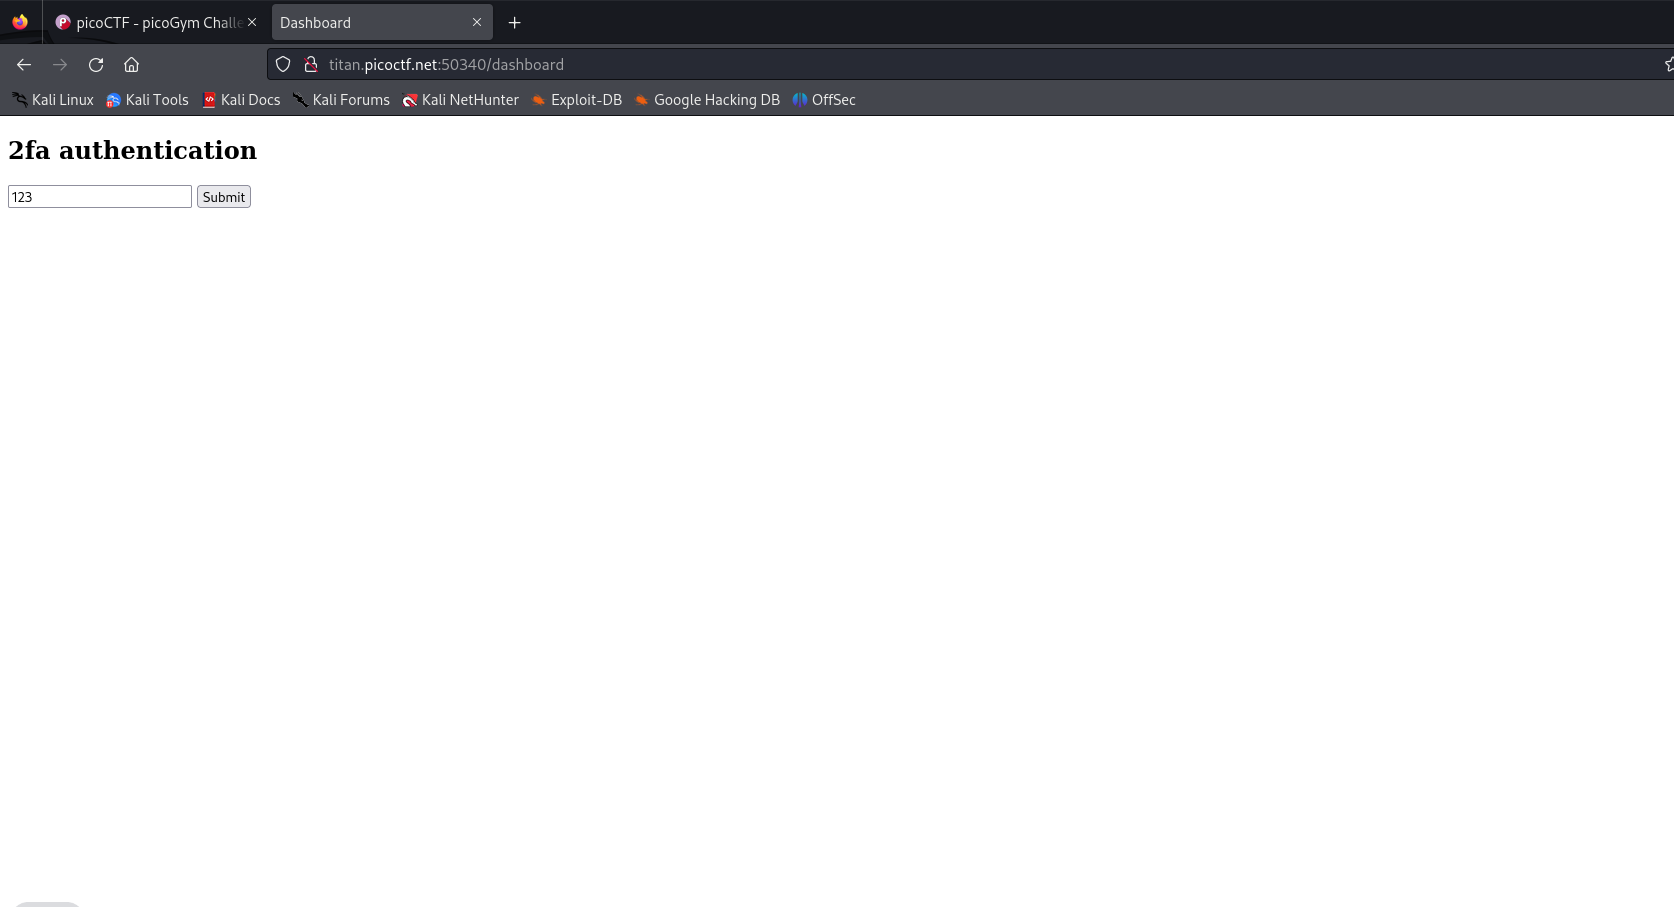 picoCTF - picoGym Challe
Dashboard
titan.picoctf.net:50340/dashboard
Kali Linux Kali Tools Kali Docs Kali Forums Kali NetHunter Exploit-DB Google Hacking DB OffSec
2fa authentication
123 Submit